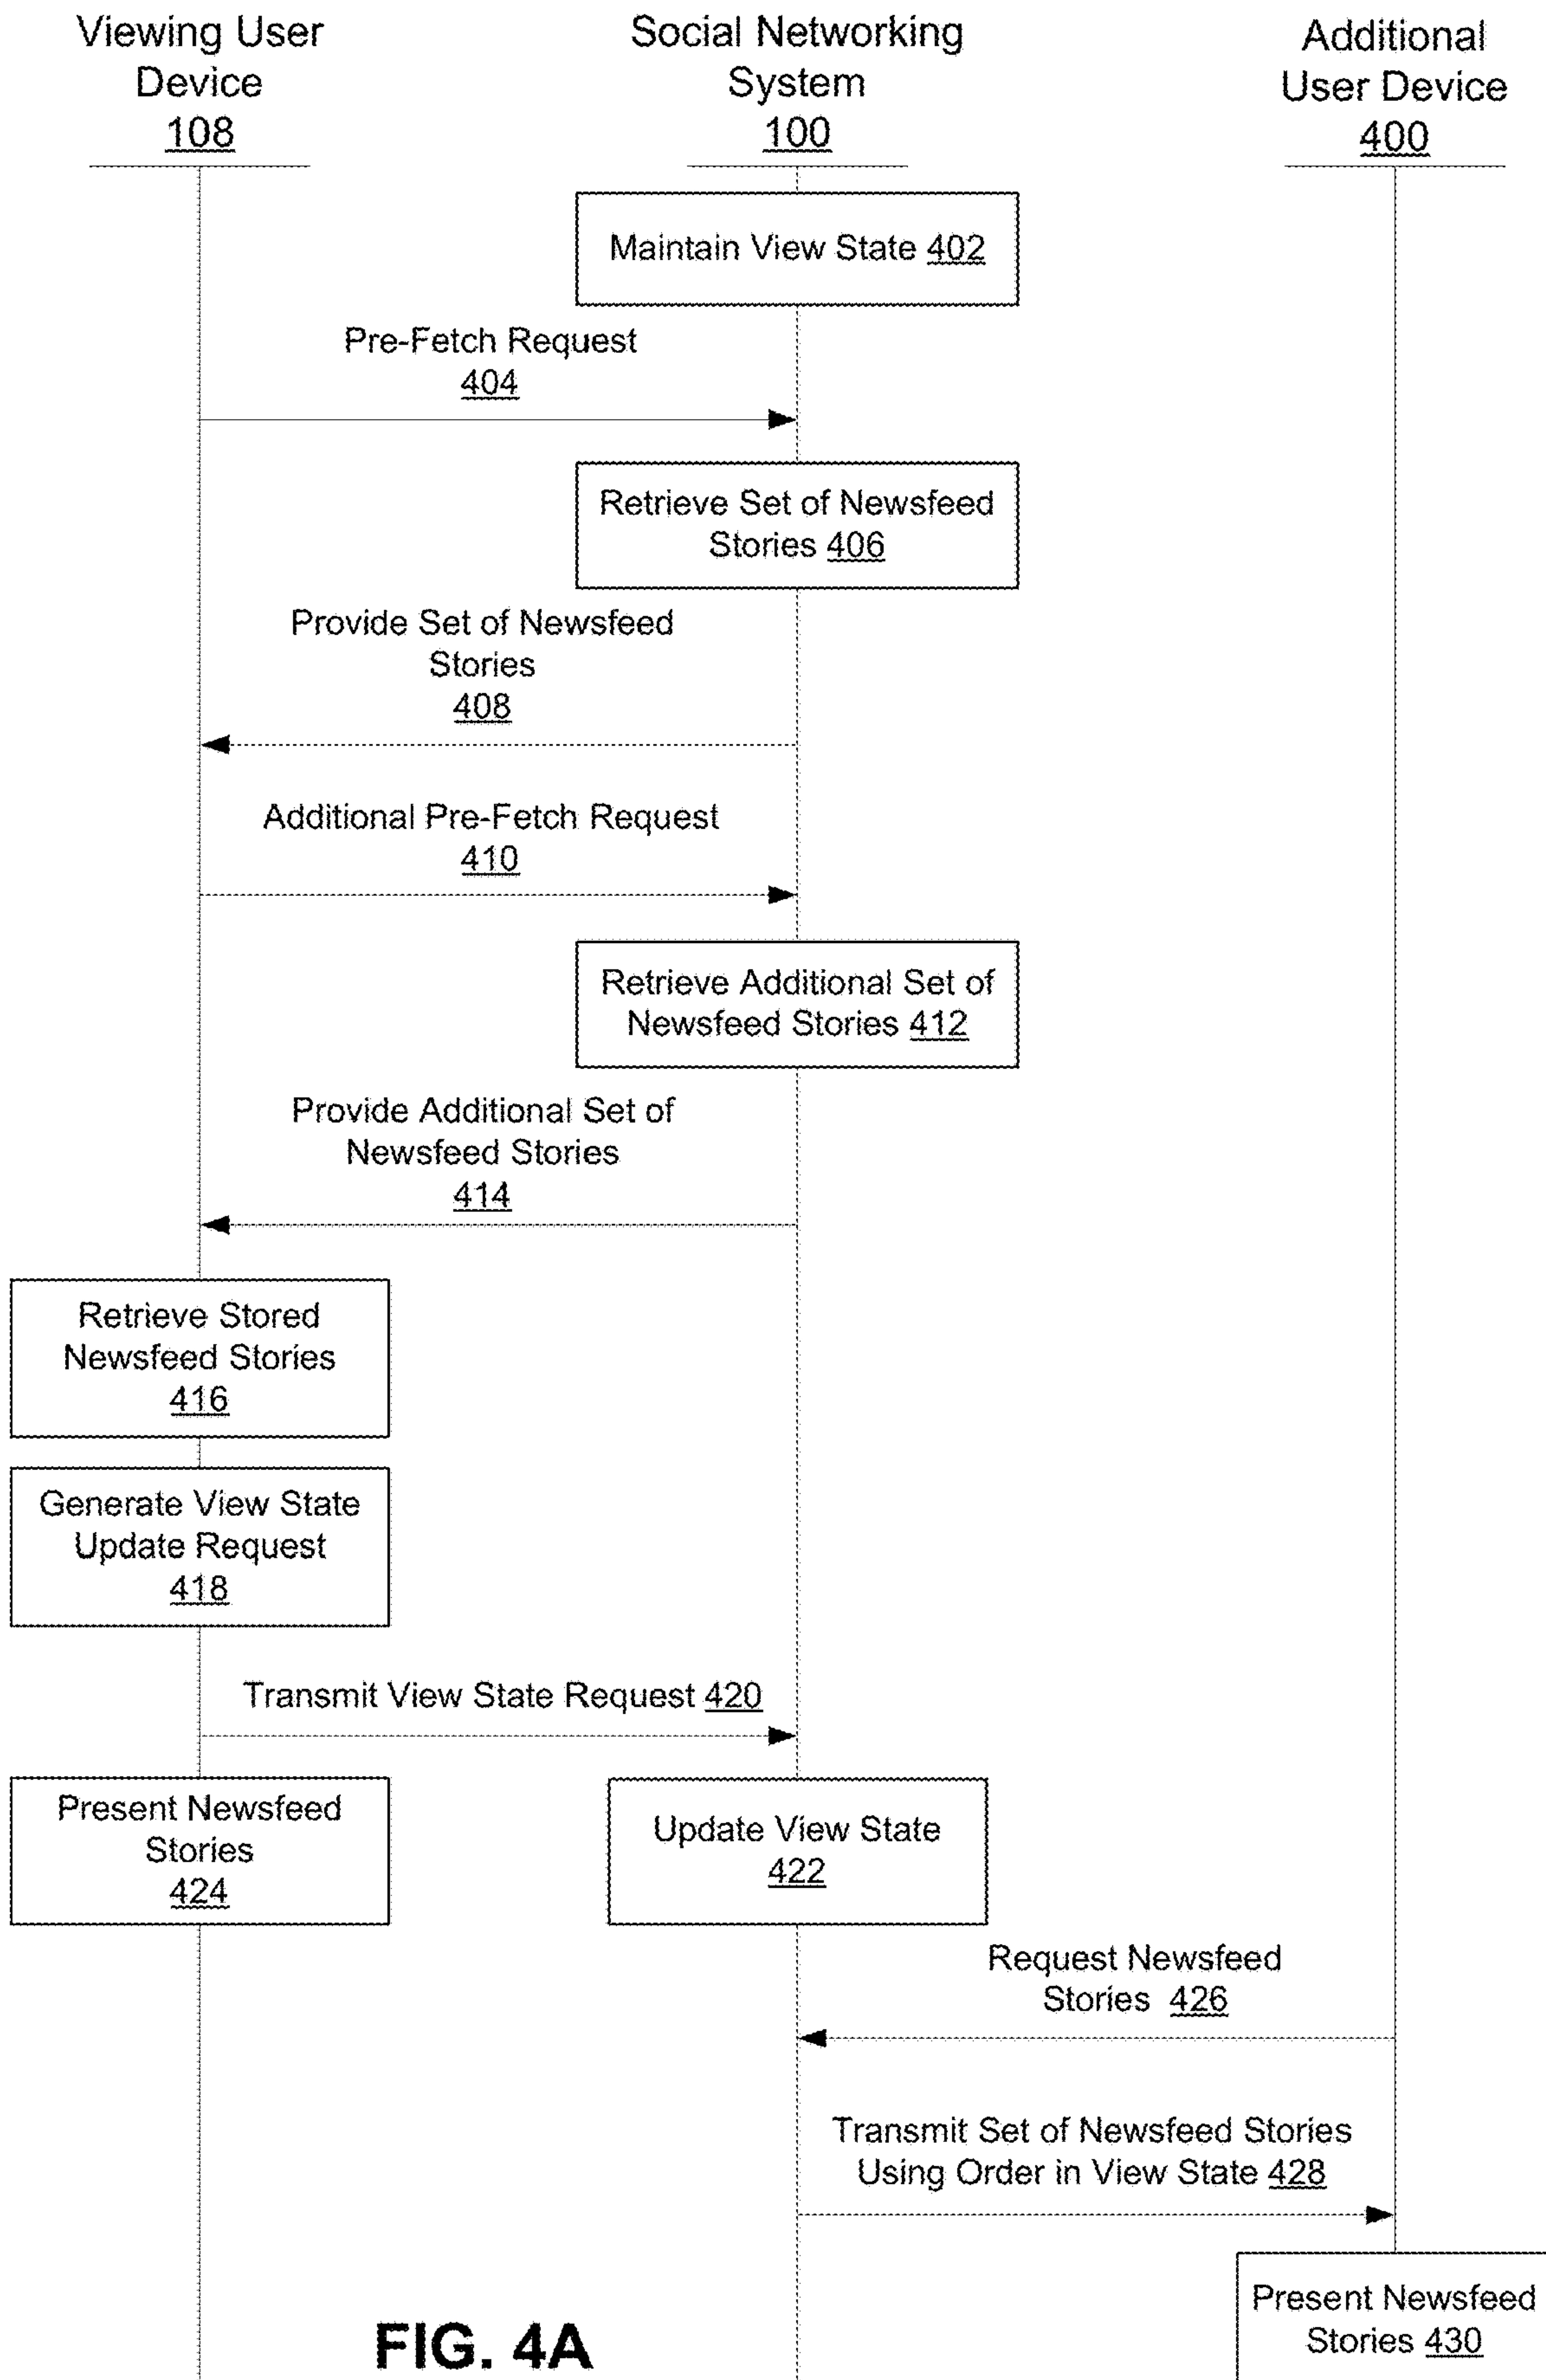 Viewing User
Device
108
Social Networking
System
100
Additional
User Device
400
Maintain View State 402
Pre-Fetch Request
404
Retrieve Set of Newsfeed
Stories 406
Provide Set of Newsfeed
Stories
408
Additional Pre-Fetch Request
410
Retrieve Additional Set of
Newsfeed Stories 412
Provide Additional Set of
Newsfeed Stories
414
Retrieve Stored
Newsfeed Stories
416
Generate View State
Update Request
418
Transmit View State Request 420
Present Newsfeed
Stories
424
Update View State
422
Request Newsfeed
Stories 426
Transmit Set of Newsfeed Stories
Using Order in View State 428
Present Newsfeed
Stories 430
FIG. 4A